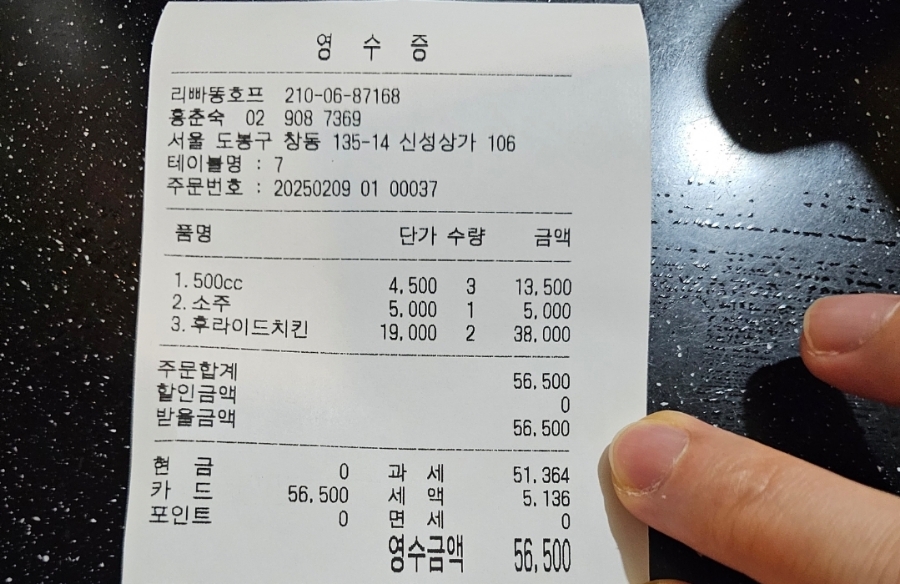 영 수 증
리빠똥호프 210-06-87168
홍춘숙 02 908 7369
서울 도봉구 창동 135-14 신성상가 106
테이블명 : 7
주문번호 : 20250209 01 00037
품명 단가 수량 금액
1. 500cc 4,500 3 13,500
2. 소주 5,000 1 5,000
3. 후라이드치킨 19,000 2 38,000
주문합계 56,500
할인금액 0
받을금액 56,500
현 금 0 과 세 51,364
카 드 56,500 세 액 5,136
포인트 0 면 세 0
영수금액 56,500